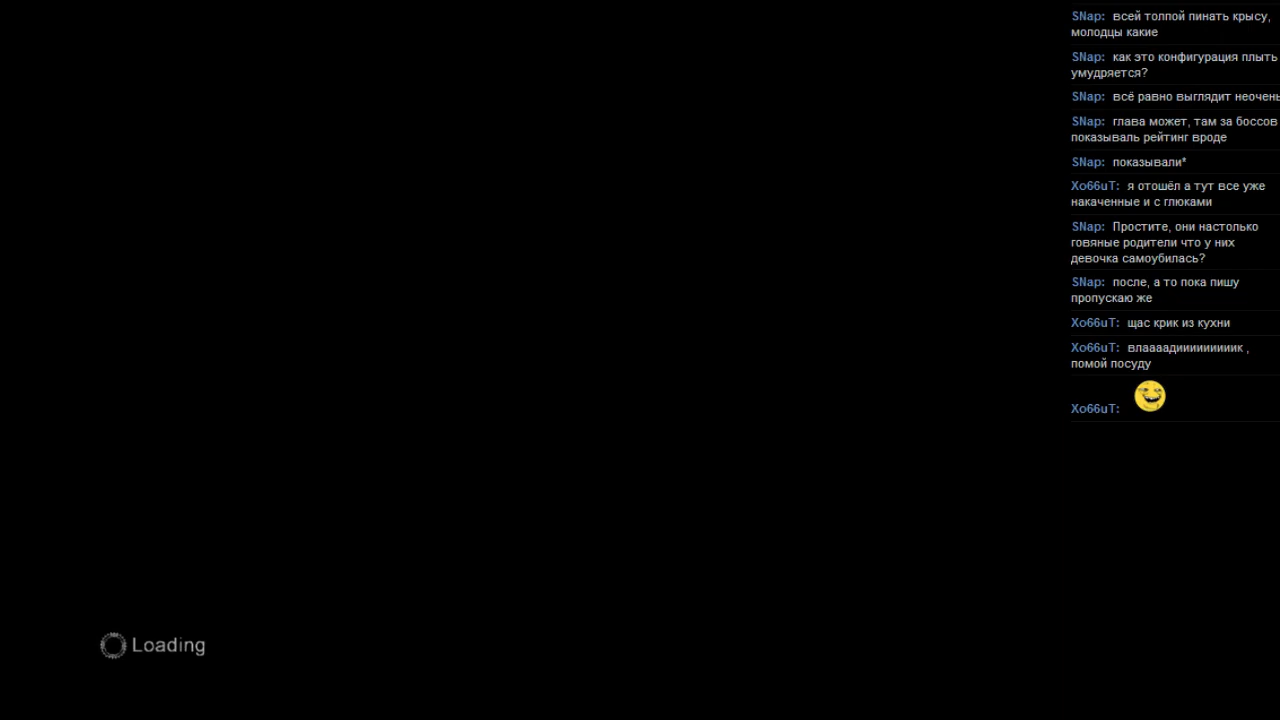 SNap: всей толпой пинать крысу,
молодцы какие
SNap: как это конфигурация плыть
умудряется?
SNap: всё равно выглядит неочень
SNap: глава может, там за боссов
показываль рейтинг вроде
SNap: показывали*
Xo66uT: я отошёл а тут все уже
накаченные и с глюками
SNap: Простите, они настолько
говяные родители что у них
девочка самоубилась?
SNap: после, а то пока пишу
пропускаю же
Xo66uT: щас крик из кухни
Xo66uT: влаааадииииииииик ,
помой посуду
Xo66uT:
Loading